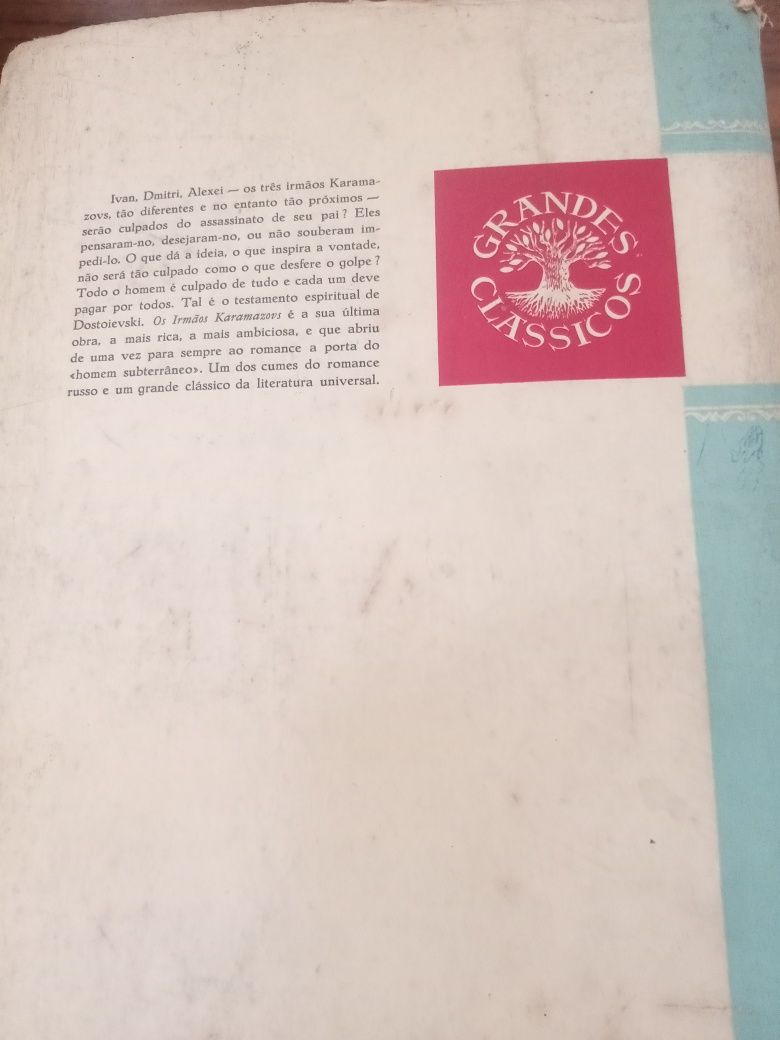 Ivan, Dmitri, Alexei — os três irmãos Karama-
zovs, tão diferentes e no entanto tão próximos —
serão culpados do assassinato de seu pai? Eles
pensaram-no, desejaram-no, ou não souberam im-
pedi-lo. O que dá a ideia, o que inspira a vontade,
não será tão culpado como o que desfere o golpe?
Todo o homem é culpado de tudo e cada um deve
pagar por todos. Tal é o testamento espiritual de
Dostoievski. Os Irmãos Karamazovs é a sua última
obra, a mais rica, a mais ambiciosa, e que abriu
de uma vez para sempre ao romance a porta do
«homem subterrâneo». Um dos cumes do romance
russo e um grande clássico da literatura universal.
GRANDES
CLÁSSICOS